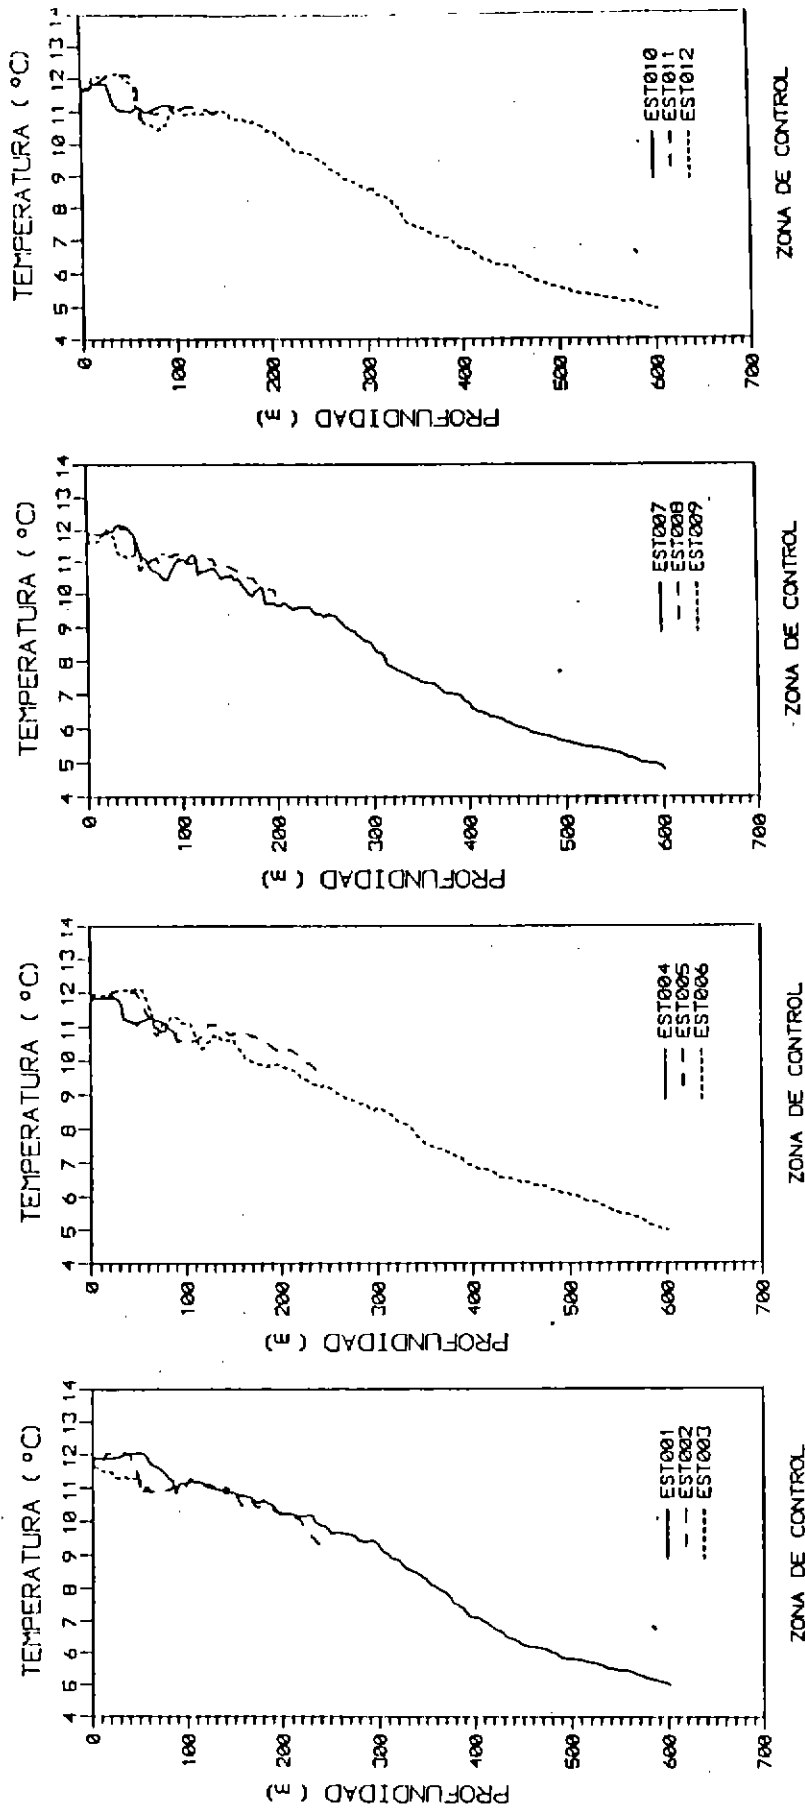 TEMPERATURA ( ºC)
4 5 6 7 8 9 10 11 12 13 14
PROFUNDIDAD ( m)
0
100
200
300
400
500
600
700
EST001
EST002
EST003
ZONA DE CONTROL
TEMPERATURA ( ºC)
4 5 6 7 8 9 10 11 12 13 14
PROFUNDIDAD ( m)
0
100
200
300
400
500
600
700
EST004
EST005
EST006
ZONA DE CONTROL
TEMPERATURA ( ºC)
4 5 6 7 8 9 10 11 12 13 14
PROFUNDIDAD ( m)
0
100
200
300
400
500
600
700
EST007
EST008
EST009
ZONA DE CONTROL
TEMPERATURA ( ºC)
4 5 6 7 8 9 10 11 12 13 14
PROFUNDIDAD ( m)
0
100
200
300
400
500
600
700
EST010
EST011
EST012
ZONA DE CONTROL